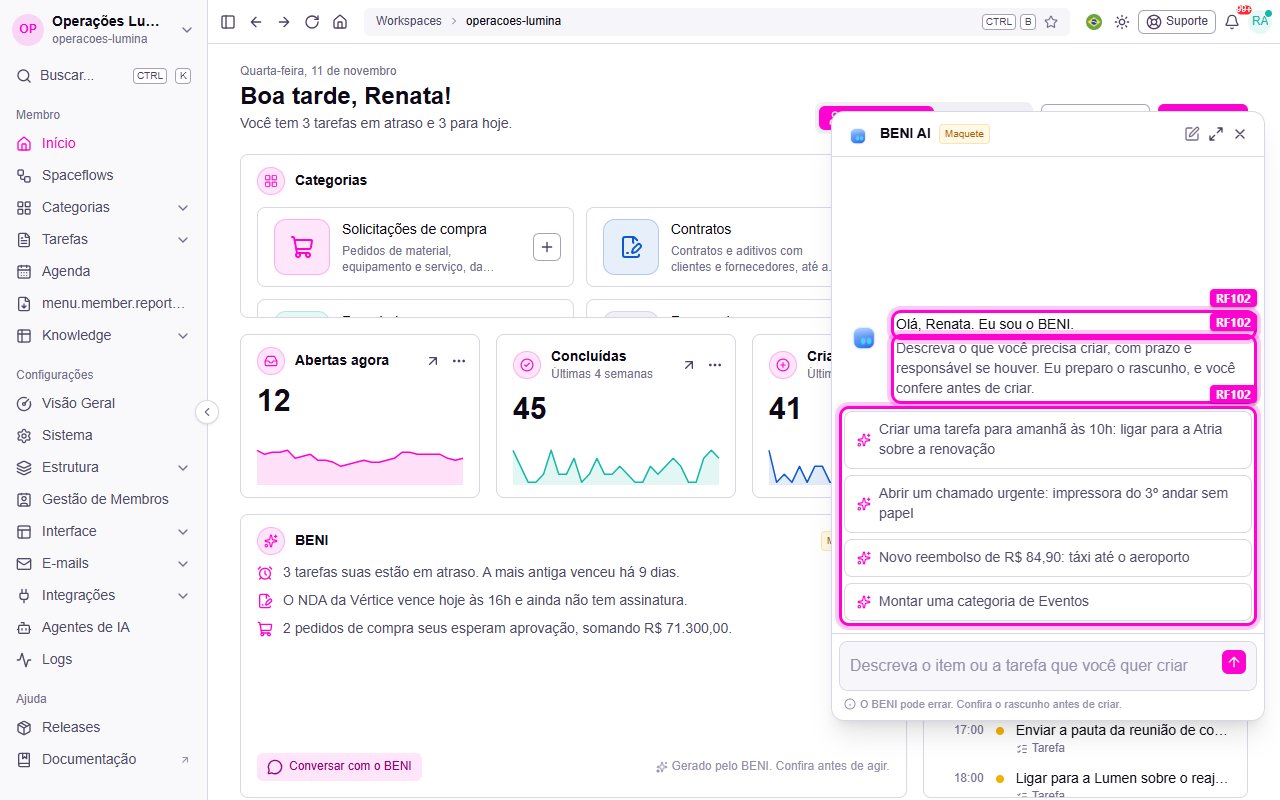 OP
Operações Lu...
operacoes-lumina
Buscar...
CTRL
K
Membro
Início
Spaceflows
Categorias
Tarefas
Agenda
menu.member.report...
Knowledge
Configurações
Visão Geral
Sistema
Estrutura
Gestão de Membros
Interface
E-mails
Integrações
Agentes de IA
Logs
Ajuda
Releases
Documentação
Workspaces
operacoes-lumina
CTRL
B
Suporte
99+
RA
Quarta-feira, 11 de novembro
Boa tarde, Renata!
Você tem 3 tarefas em atraso e 3 para hoje.
Categorias
Solicitações de compra
Pedidos de material,
equipamento e serviço, da...
Contratos
Contratos e aditivos com
clientes e fornecedores, até a
Abertas agora
12
Concluídas
Últimas 4 semanas
45
41
BENI
3 tarefas suas estão em atraso. A mais antiga venceu há 9 dias.
O NDA da Vértice vence hoje às 16h e ainda não tem assinatura.
2 pedidos de compra seus esperam aprovação, somando R$ 71.300,00.
Conversar com o BENI
Gerado pelo BENI. Confira antes de agir.
BENI AI
Maquete
RF102
Olá, Renata. Eu sou o BENI.
RF102
Descreva o que você precisa criar, com prazo e
responsável se houver. Eu preparo o rascunho, e você
confere antes de criar.
RF102
Criar uma tarefa para amanhã às 10h: ligar para a Atria
sobre a renovação
Abrir um chamado urgente: impressora do 3º andar sem
papel
Novo reembolso de R$ 84,90: táxi até o aeroporto
Montar uma categoria de Eventos
Descreva o item ou a tarefa que você quer criar
O BENI pode errar. Confira o rascunho antes de criar.
17:00
Enviar a pauta da reunião de co...
Tarefa
18:00
Ligar para a Lumen sobre o reaj...
Tarefa